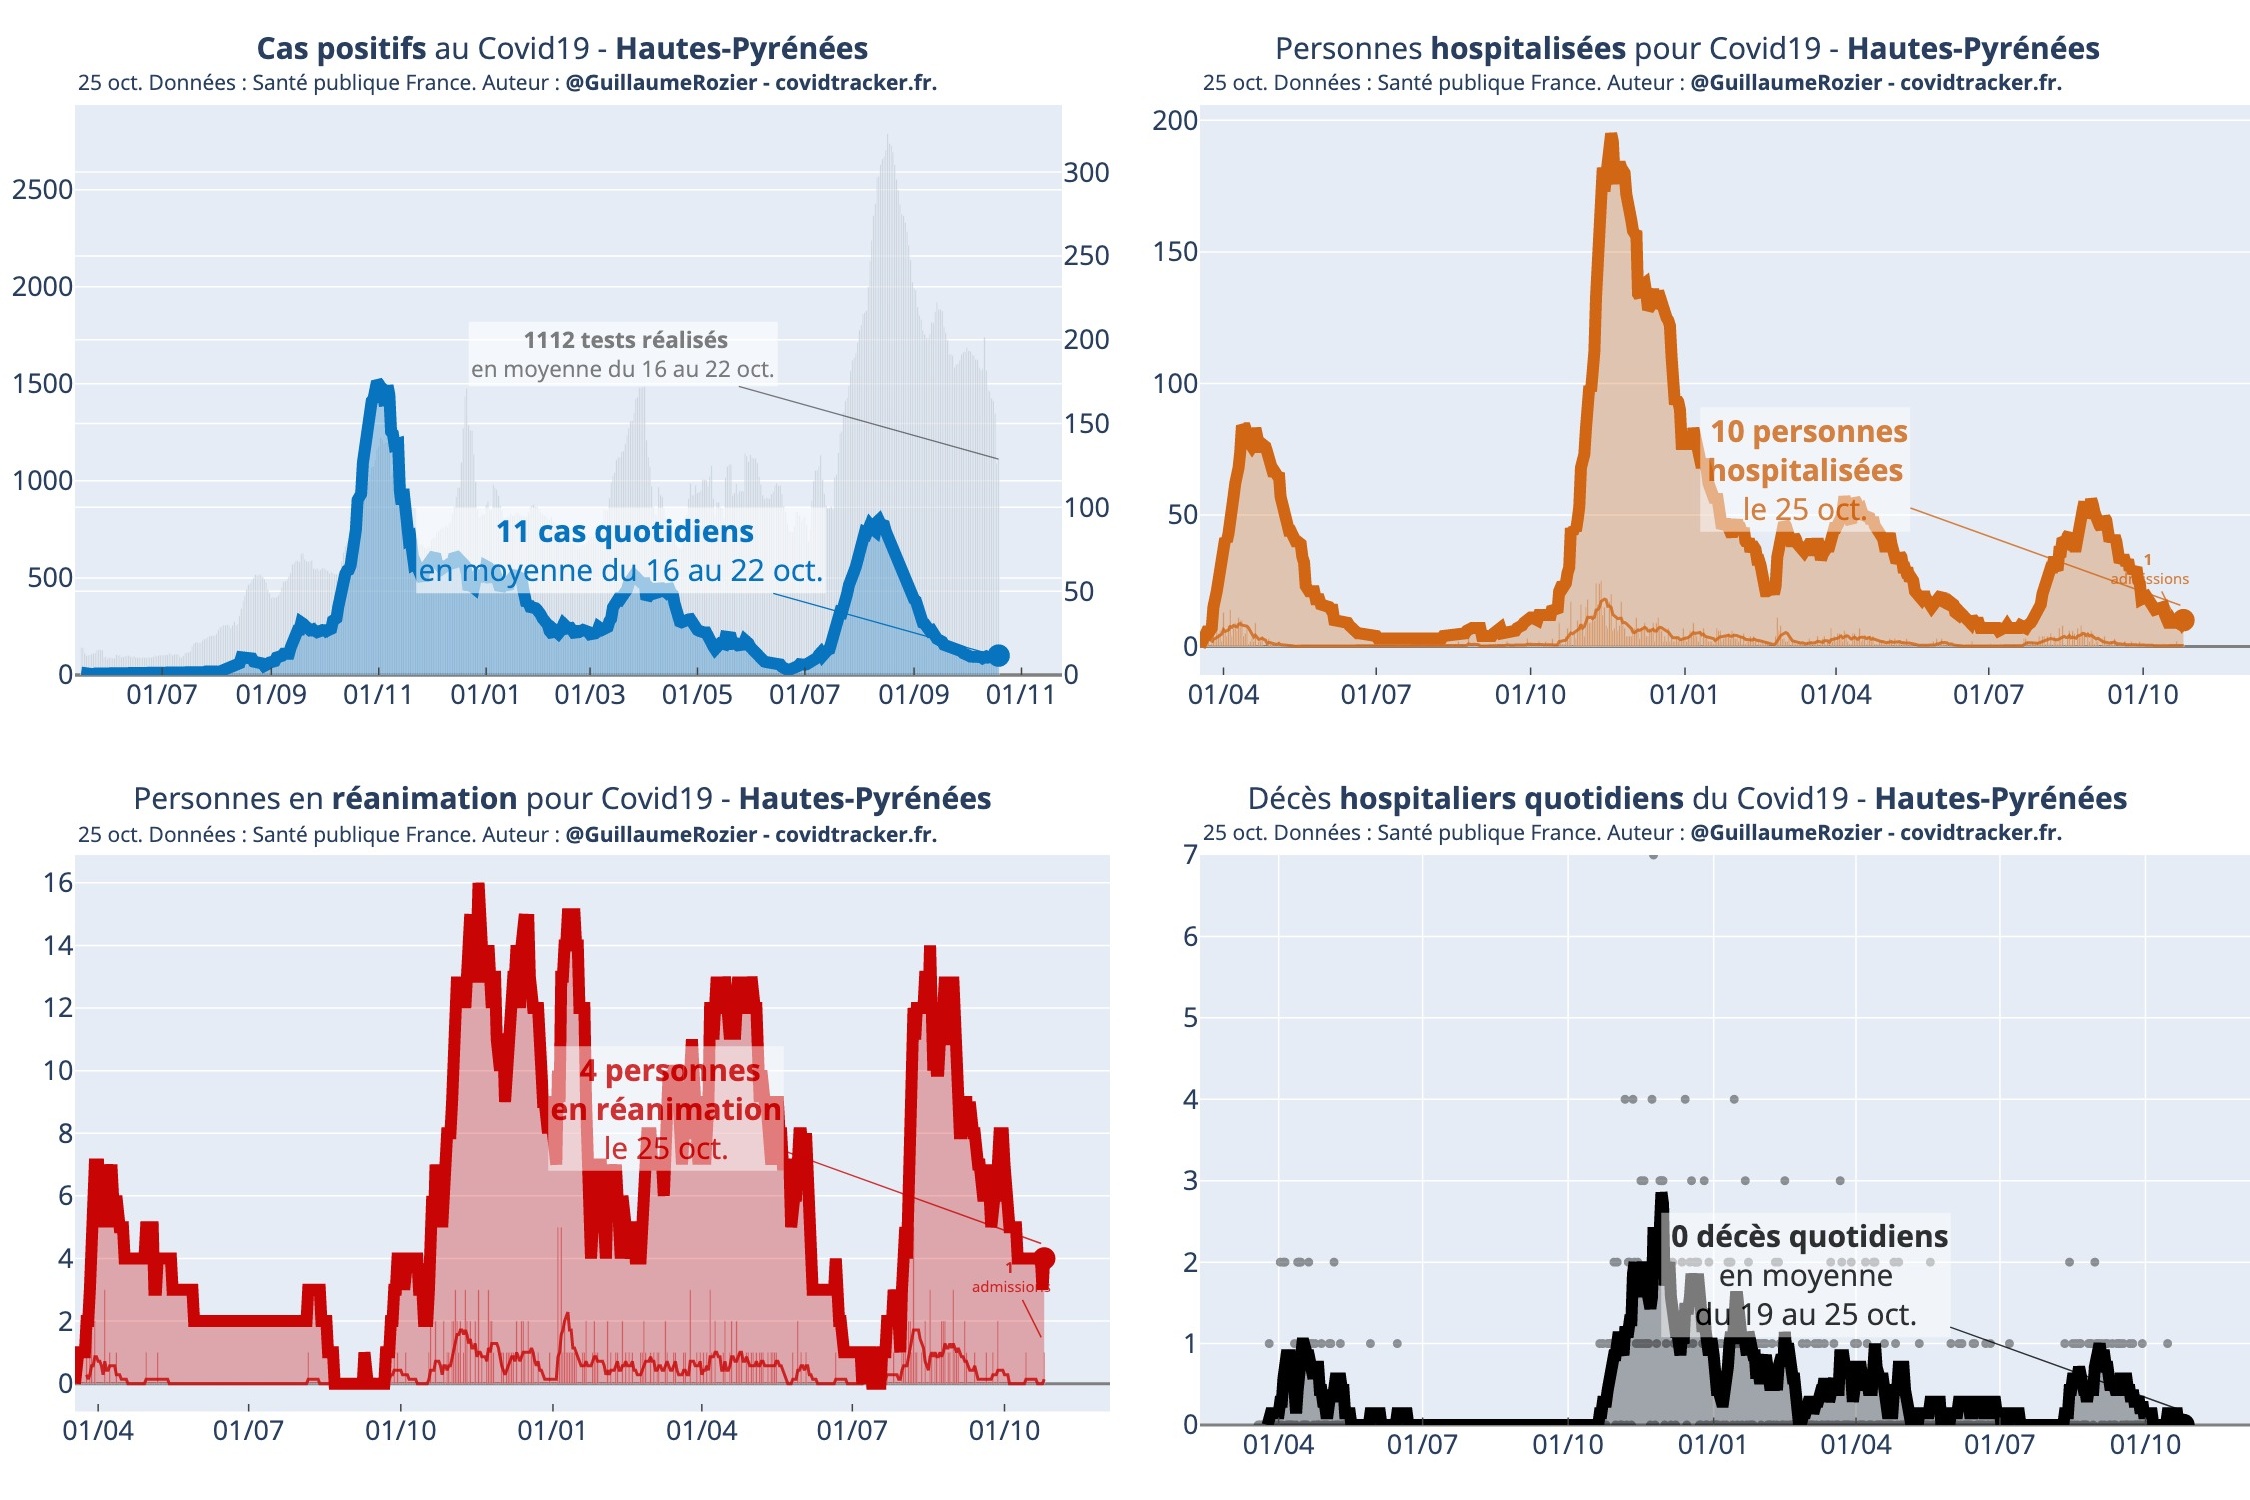 Cas positifs au Covid19 - Hautes-Pyrénées
25 oct. Données : Santé publique France. Auteur : @GuillaumeRozier - covidtracker.fr.
2500
2000
1500
1000
500
0
300
250
200
150
100
50
0
1112 tests réalisés
en moyenne du 16 au 22 oct.
11 cas quotidiens
en moyenne du 16 au 22 oct.
01/07 01/09 01/11 01/01 01/03 01/05 01/07 01/09 01/11
Personnes hospitalisées pour Covid19 - Hautes-Pyrénées
25 oct. Données : Santé publique France. Auteur : @GuillaumeRozier - covidtracker.fr.
200
150
100
50
0
10 personnes
hospitalisées
le 25 oct.
1
admissions
01/04 01/07 01/10 01/01 01/04 01/07 01/10
Personnes en réanimation pour Covid19 - Hautes-Pyrénées
25 oct. Données : Santé publique France. Auteur : @GuillaumeRozier - covidtracker.fr.
16
14
12
10
8
6
4
2
0
4 personnes
en réanimation
le 25 oct.
1
admissions
01/04 01/07 01/10 01/01 01/04 01/07 01/10
Décès hospitaliers quotidiens du Covid19 - Hautes-Pyrénées
25 oct. Données : Santé publique France. Auteur : @GuillaumeRozier - covidtracker.fr.
7
6
5
4
3
2
1
0
0 décès quotidiens
en moyenne
du 19 au 25 oct.
01/04 01/07 01/10 01/01 01/04 01/07 01/10